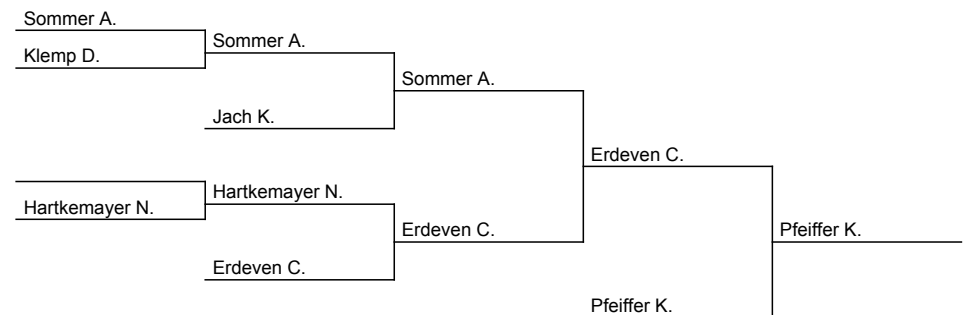 Sommer A.
Klemp D.
Sommer A.
Jach K.
Sommer A.
Hartkemayer N.
Hartkemayer N.
Erdeven C.
Erdeven C.
Erdeven C.
Pfeiffer K.
Pfeiffer K.